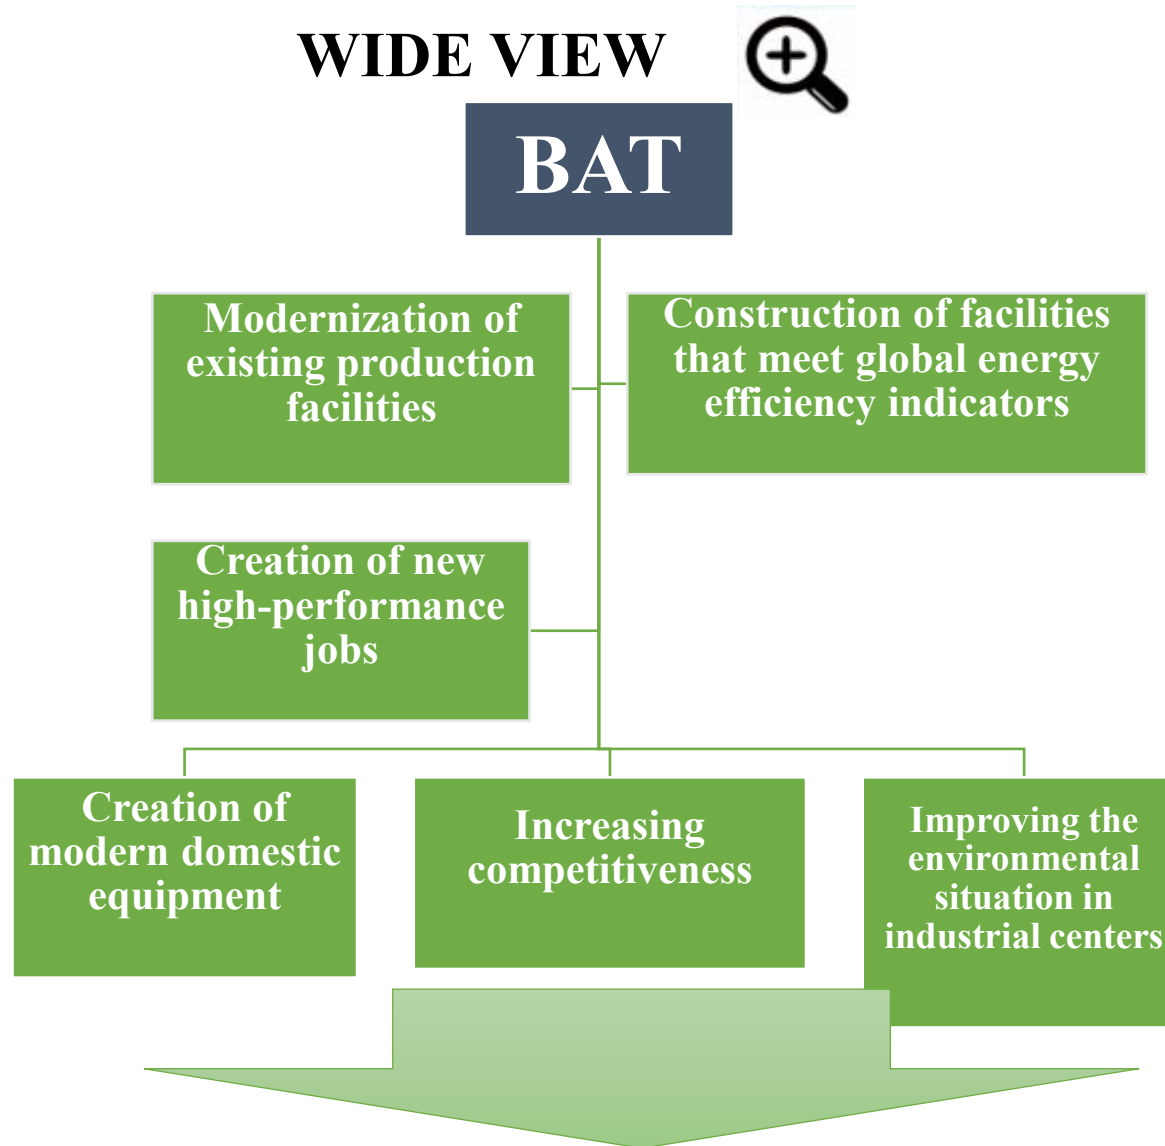 WIDE VIEW
BAT
Modernization of
existing production
facilities
Construction of facilities
that meet global energy
efficiency indicators
Creation of new
high-performance
jobs
Creation of
modern domestic
equipment
Increasing
competitiveness
Improving the
environmental
situation in
industrial centers